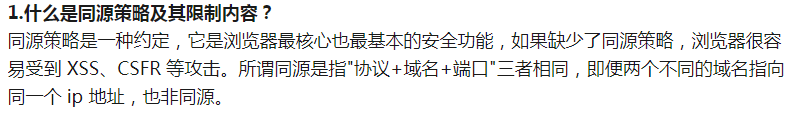 1.什么是同源策略及其限制内容？
同源策略是一种约定，它是浏览器最核心也最基本的安全功能，如果缺少了同源策略，浏览器很容
易受到 XSS、CSFR 等攻击。所谓同源是指"协议+域名+端口"三者相同，即便两个不同的域名指向
同一个 ip 地址，也非同源。